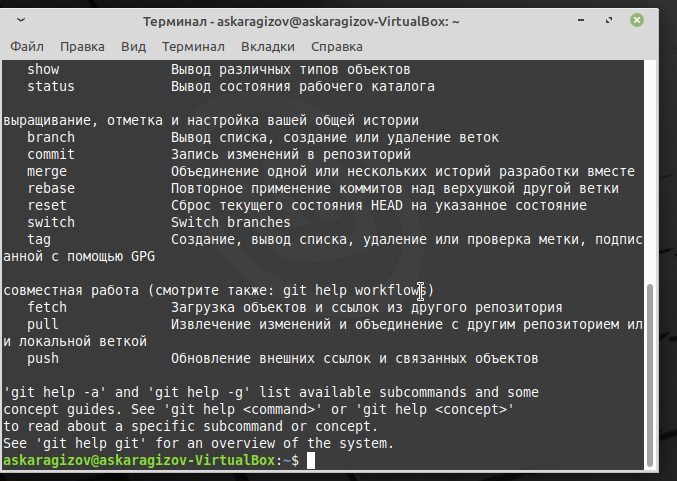 Терминал - askaragizov@askaragizov-VirtualBox: ~
Файл Правка Вид Терминал Вкладки Справка
show Вывод различных типов объектов
status Вывод состояния рабочего каталога
выращивание, отметка и настройка вашей общей истории
branch Вывод списка, создание или удаление веток
commit Запись изменений в репозиторий
merge Объединение одной или нескольких историй разработки вместе
rebase Повторное применение коммитов над верхушкой другой ветки
reset Сброс текущего состояния HEAD на указанное состояние
switch Switch branches
tag Создание, вывод списка, удаление или проверка метки, подпис
анной с помощью GPG
совместная работа (смотрите также: git help workflows)
fetch Загрузка объектов и ссылок из другого репозитория
pull Извлечение изменений и объединение с другим репозиторием ил
и локальной веткой
push Обновление внешних ссылок и связанных объектов
'git help -a' and 'git help -g' list available subcommands and some
concept guides. See 'git help <command>' or 'git help <concept>'
to read about a specific subcommand or concept.
See 'git help git' for an overview of the system.
askaragizov@askaragizov-VirtualBox:~$